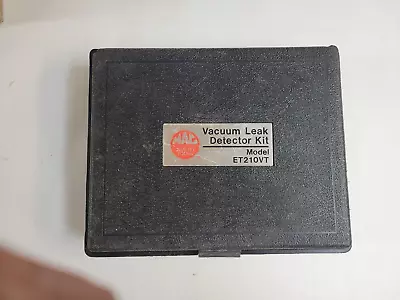 MAC
Vacuum Leak
Detector Kit
Model
ET210VT